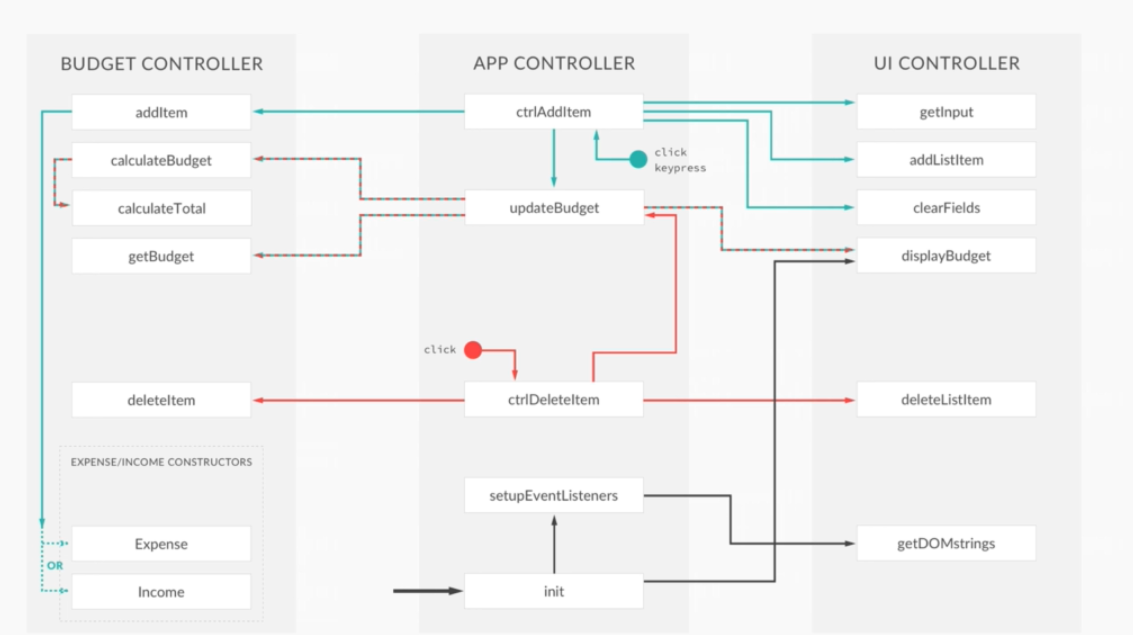 BUDGET CONTROLLER
addItem
calculateBudget
calculateTotal
getBudget
deleteItem
EXPENSE/INCOME CONSTRUCTORS
Expense
OR
Income
APP CONTROLLER
ctrlAddItem
click
keypress
updateBudget
click
ctrlDeleteItem
setupEventListeners
init
UI CONTROLLER
getInput
addListItem
clearFields
displayBudget
deleteListItem
getDOMstrings